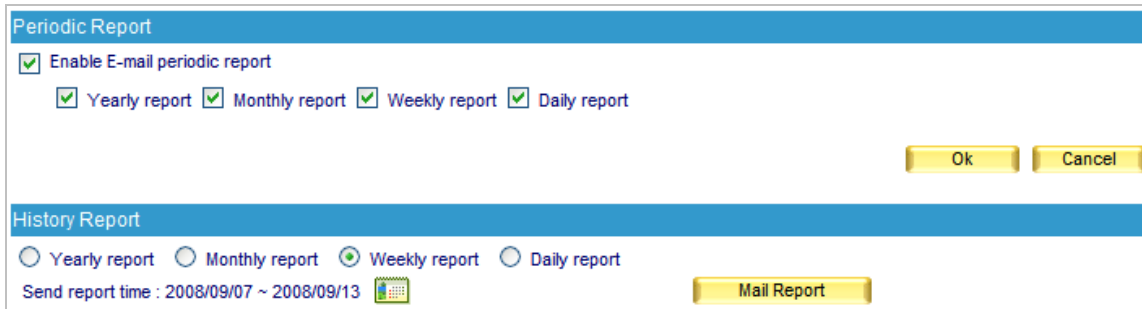 Periodic Report
Enable E-mail periodic report
Yearly report Monthly report Weekly report Daily report
Ok Cancel
History Report
Yearly report Monthly report Weekly report Daily report
Send report time : 2008/09/07 ~ 2008/09/13 Mail Report